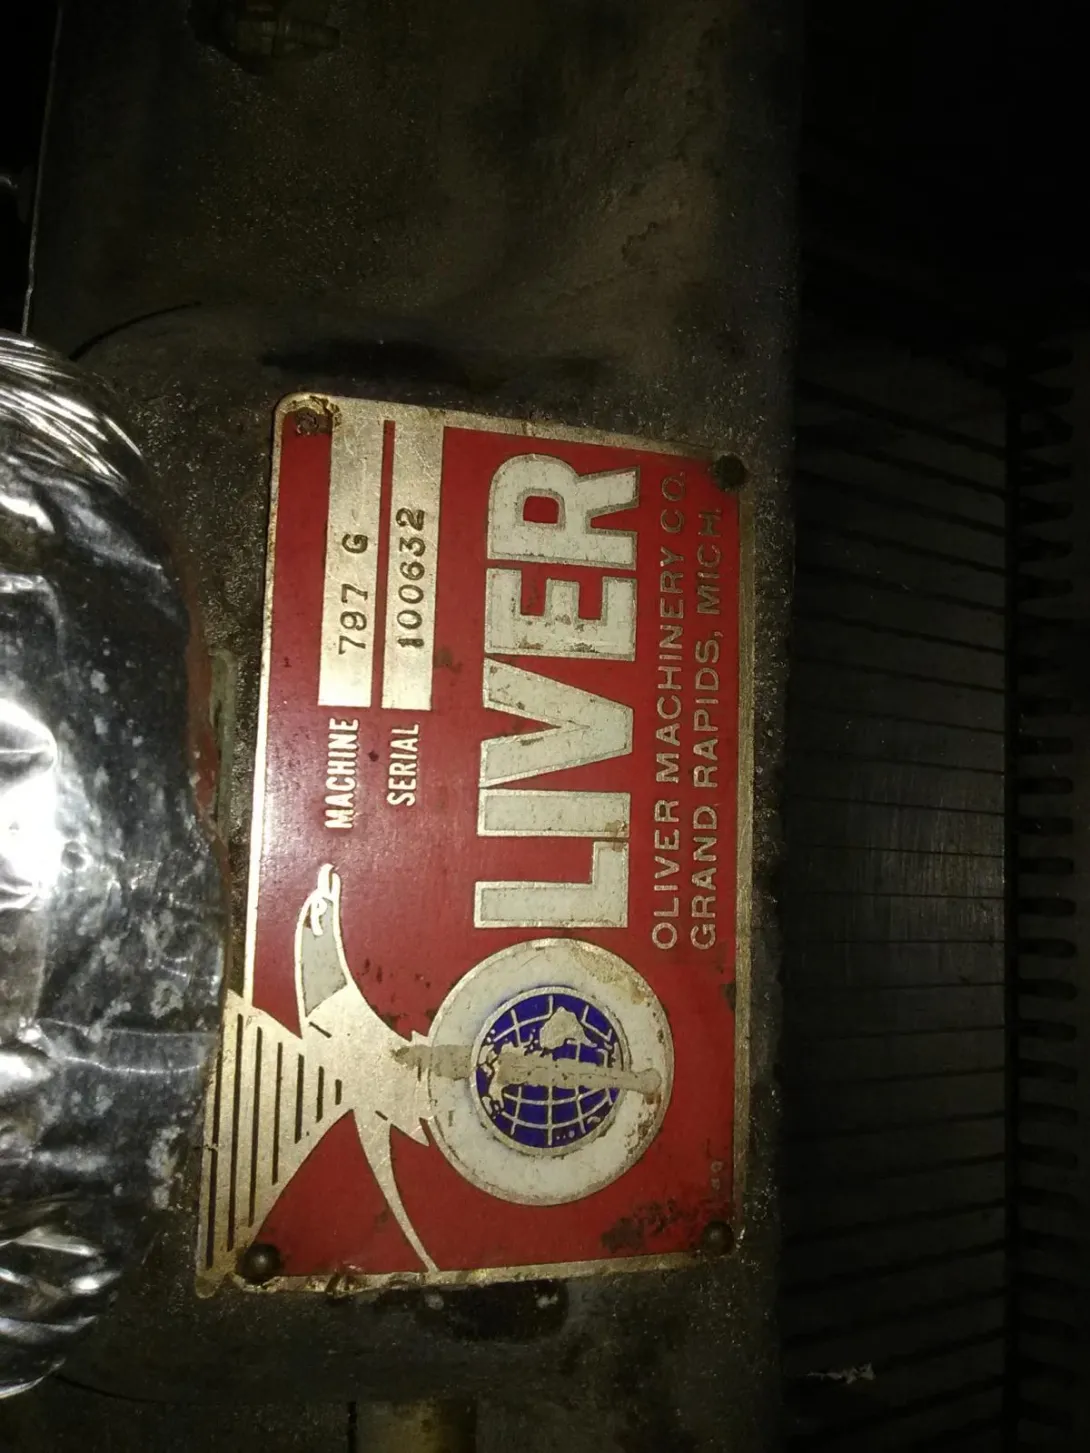 MACHINE 797 G
SERIAL 100632
OLIVER
OLIVER MACHINERY CO.
GRAND RAPIDS, MICH.